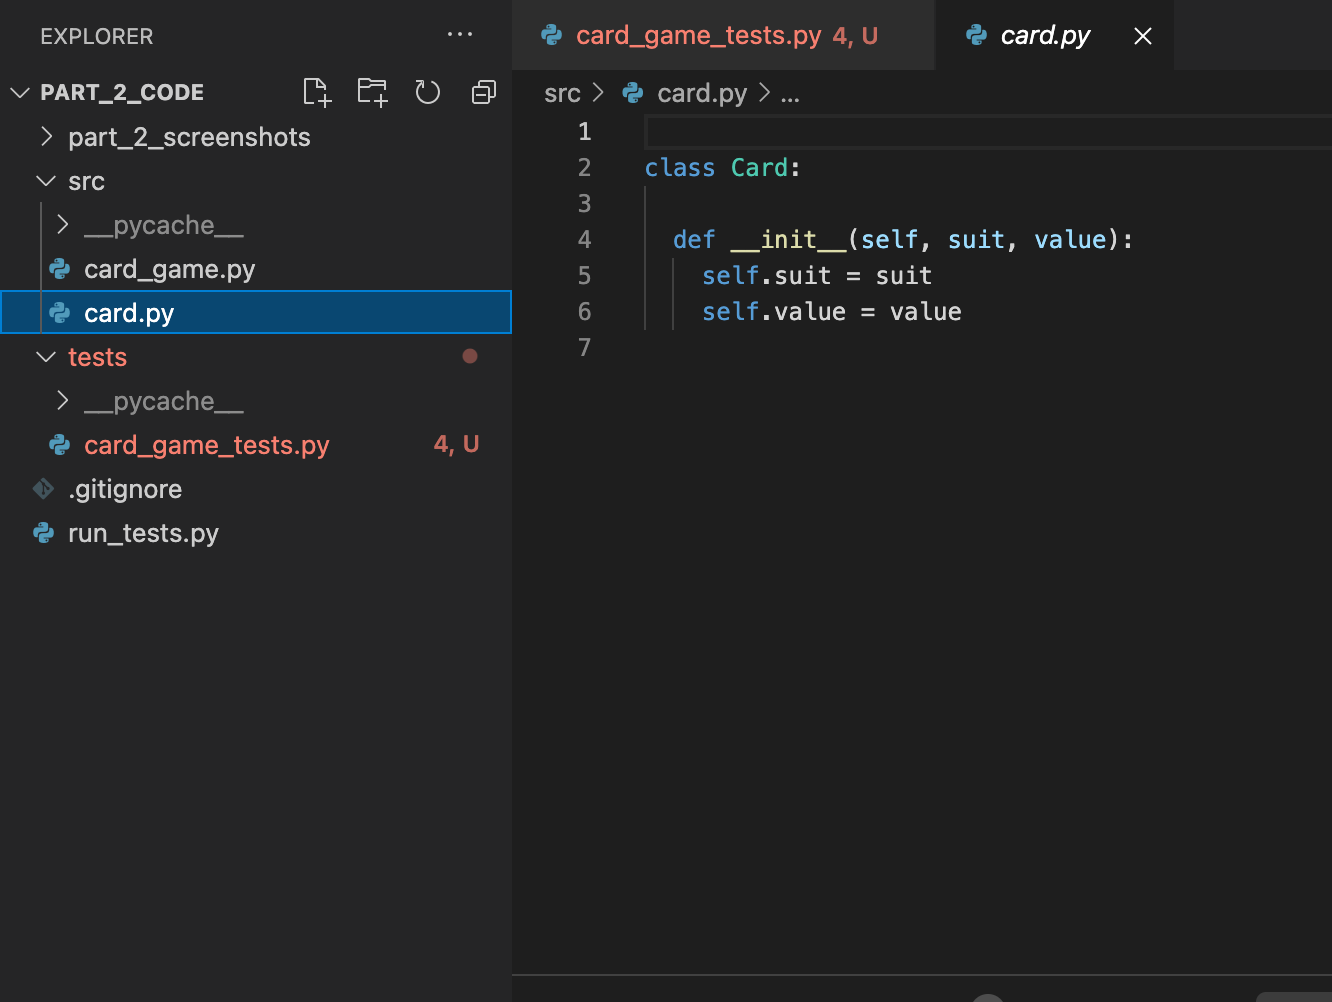 EXPLORER
PART_2_CODE
part_2_screenshots
src
__pycache__
card_game.py
card.py
tests
__pycache__
card_game_tests.py 4, U
.gitignore
run_tests.py
card_game_tests.py 4, U
card.py
src > card.py > ...
1
2 class Card:
3
4 def __init__(self, suit, value):
5 self.suit = suit
6 self.value = value
7